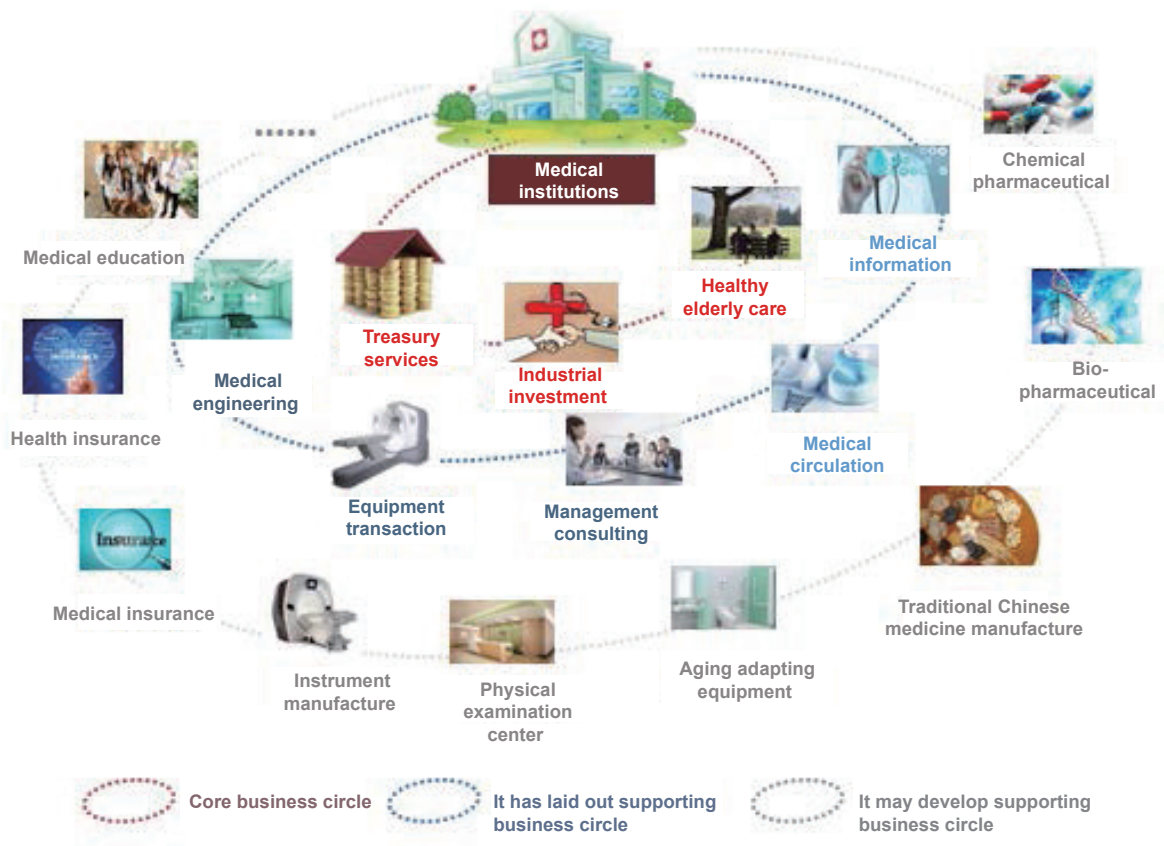 Medical
institutions
Chemical
pharmaceutical
Medical education
Medical
information
Healthy
elderly care
Treasury
services
Industrial
investment
Bio-
pharmaceutical
Medical
engineering
Health insurance
Medical
circulation
Equipment
transaction
Management
consulting
Insurance
Medical insurance
Traditional Chinese
medicine manufacture
Instrument
manufacture
Physical
examination
center
Aging adapting
equipment
Core business circle
It has laid out supporting
business circle
It may develop supporting
business circle